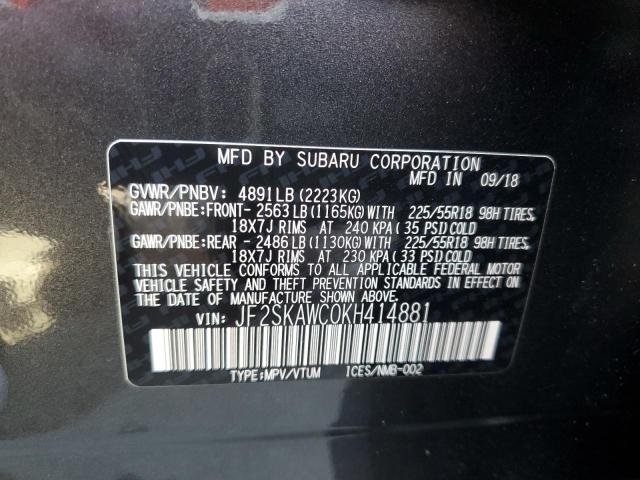 MFD BY SUBARU CORPORATION
MFD IN 09/18
GVWR/PNBV: 4891LB(2223KG)
GAWR/PNBE:FRONT-2563LB(1165KG)WITH 225/55R18 98H TIRES,
18X7J RIMS AT 240 KPA(35 PSI)COLD
GAWR/PNBE:REAR -2486LB(1130KG)WITH 225/55R18 98H TIRES,
18X7J RIMS AT 230 KPA(33 PSI)COLD
THIS VEHICLE CONFORMS TO ALL APPLICABLE FEDERAL MOTOR
VEHICLE SAFETY AND THEFT PREVENTION STANDARDS IN EFFECT ON
THE DATE OF MANUFACTURE SHOWN ABOVE.
VIN: JF2SKAWC0KH414881
TYPE:MPV/VTUM ICES/NMB-002